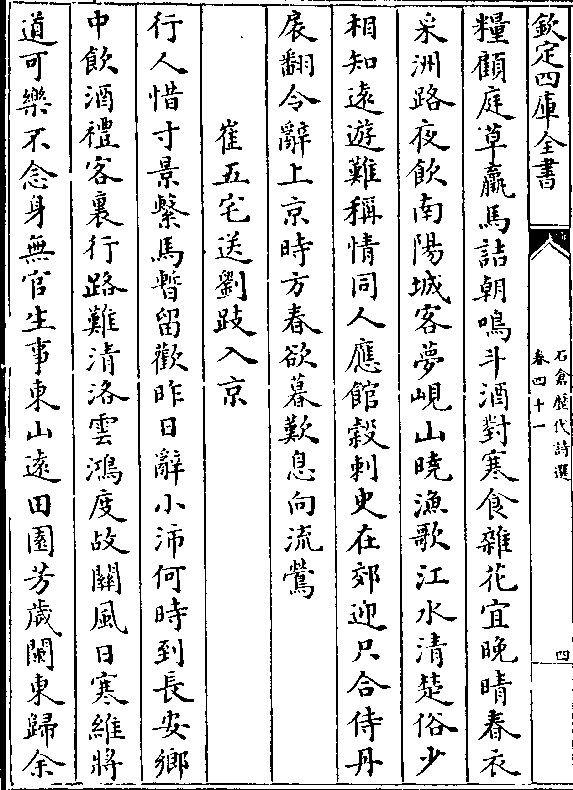 欽定四庫全書
石倉歷代詩選
卷四十一
四
糧顧庭草羸馬詰朝鳴斗酒對寒食雜花宜晚晴春衣
采洲路夜飲南陽城客夢峴山曉漁歌江水清楚俗少
相知遠遊難稱情同人應館穀刺史在郊迎只合侍丹
扆翻令辭上京時方春欲暮歎息向流鶯
崔五宅送劉跂入京
行人惜寸景繫馬暫留歡昨日辭小沛何時到長安鄉
中飲酒禮客裏行路難清洛雲鴻度故關風日寒維將
道可樂不念身無官生事東山遠田園芳歲闌東歸余